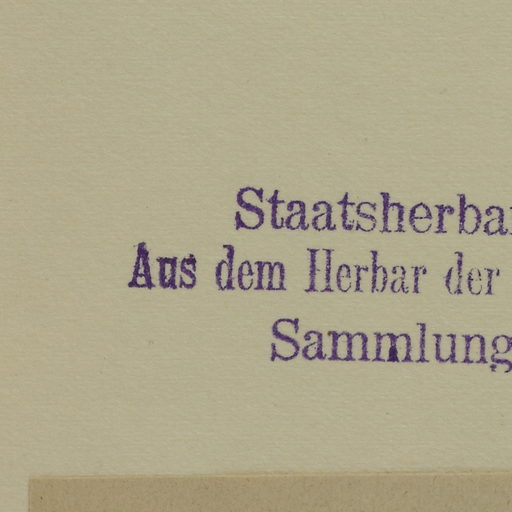 Staatsherba
Aus dem Herbar der
Sammlung